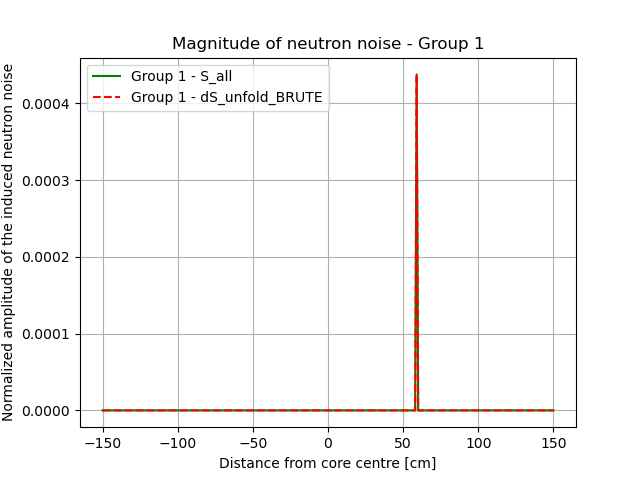 Magnitude of neutron noise - Group 1
Group 1 - S_all
Group 1 - dS_unfold_BRUTE
Normalized amplitude of the induced neutron noise
0.0004
0.0003
0.0002
0.0001
0.0000
−150
−100
−50
0
50
100
150
Distance from core centre [cm]